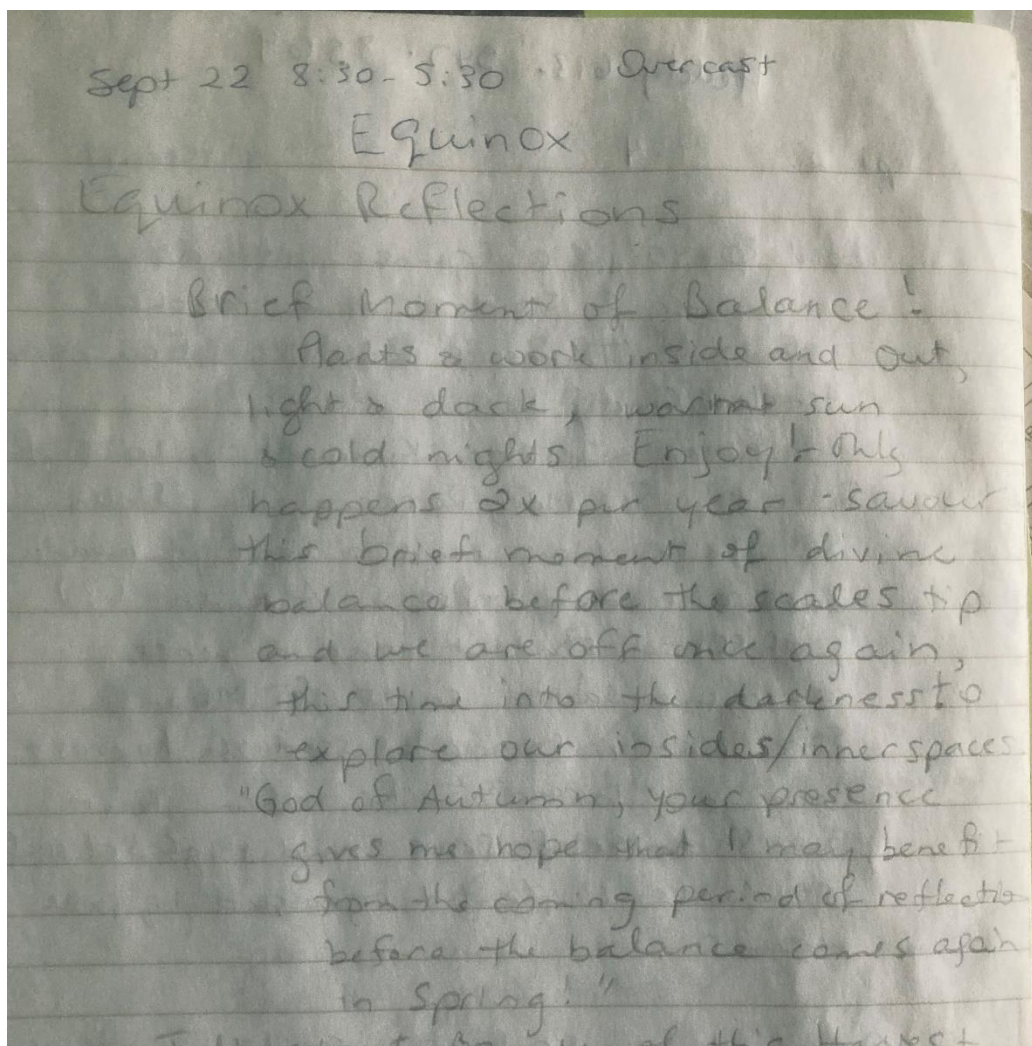 Sept 22 8:30-5:30 Overcast
Equinox
Equinox Reflections
Brief Moment of Balance!
Plants & work inside and out,
light & dark, sun
& cold nights. Enjoy! - Only
happens 2x per year - savour
this brief moment of divine
balance before the scales tip
and we are off once again,
this time into the darkness to
explore our insides/inner spaces
"God of Autumn, your presence
gives me hope that I may benefit
from the coming period of reflectio
before the balance comes again
in Spring!"
of this Harvest